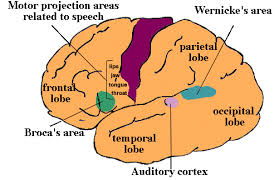 Motor projection areas
related to speech
Wernicke's area
parietal
lobe
lips
jaw
tongue
throat
frontal
lobe
Broca's area
occipital
lobe
temporal
lobe
Auditory cortex